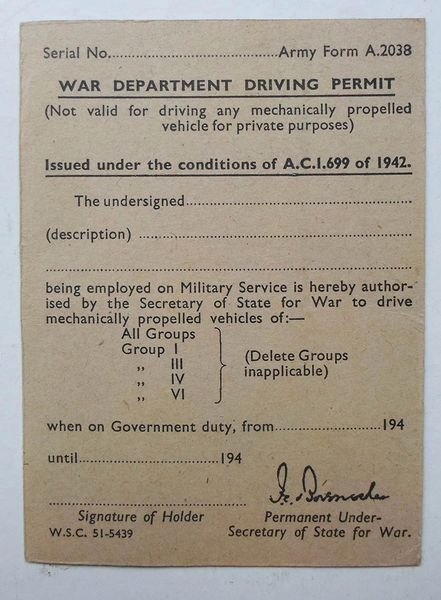 Serial No. Army Form A.2038
WAR DEPARTMENT DRIVING PERMIT
(Not valid for driving any mechanically propelled
vehicle for private purposes)
Issued under the conditions of A.C.I.699 of 1942.
The undersigned
(description)
being employed on Military Service is hereby author-
ised by the Secretary of State for War to drive
mechanically propelled vehicles of:—
All Groups
Group I
„ III
„ IV
„ VI
(Delete Groups
inapplicable)
when on Government duty, from 194
until 194
Signature of Holder
W.S.C. 51-5439
Permanent Under-
Secretary of State for War.